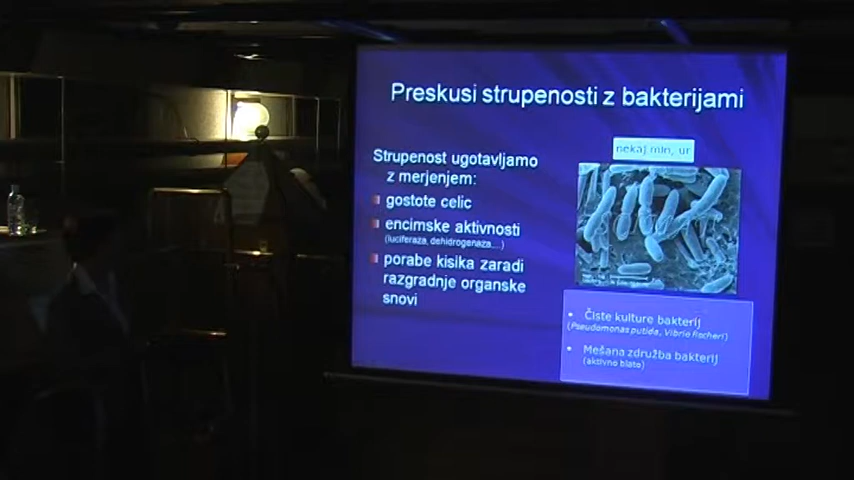 Preskusi strupenosti z bakterijami
nekaj min, ur
Strupenost ugotavljamo
z merjenjem:
gostote celic
encimske aktivnosti
(luciferaza, dehidrogenaza,...)
porabe kisika zaradi
razgradnje organske
snovi
• Čiste kulture bakterij
(Pseudomonas putida, Vibrio fischeri)
• Mešana združba bakterij
(aktivno blato)